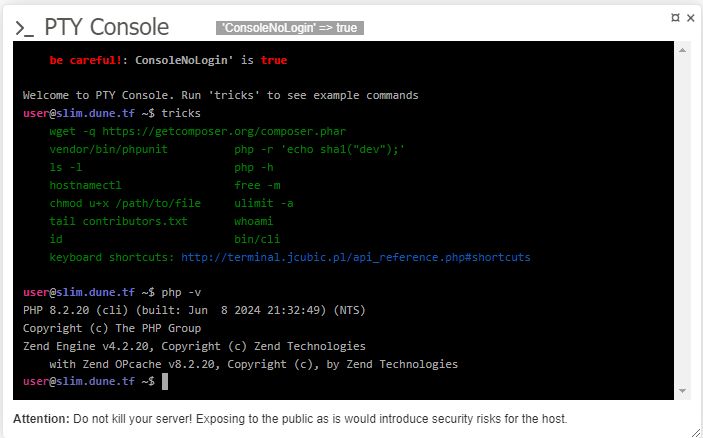 >_ PTY Console 'ConsoleNoLogin' => true
be careful!: ConsoleNoLogin' is true
Welcome to PTY Console. Run 'tricks' to see example commands
user@slim.dune.tf ~$ tricks
wget -q https://getcomposer.org/composer.phar
vendor/bin/phpunit php -r 'echo sha1("dev");'
ls -l php -h
hostnamectl free -m
chmod u+x /path/to/file ulimit -a
tail contributors.txt whoami
id bin/cli
keyboard shortcuts: http://terminal.jcubic.pl/api_reference.php#shortcuts
user@slim.dune.tf ~$ php -v
PHP 8.2.20 (cli) (built: Jun  8 2024 21:32:49) (NTS)
Copyright (c) The PHP Group
Zend Engine v4.2.20, Copyright (c) Zend Technologies
with Zend OPcache v8.2.20, Copyright (c), by Zend Technologies
user@slim.dune.tf ~$
Attention: Do not kill your server! Exposing to the public as is would introduce security risks for the host.